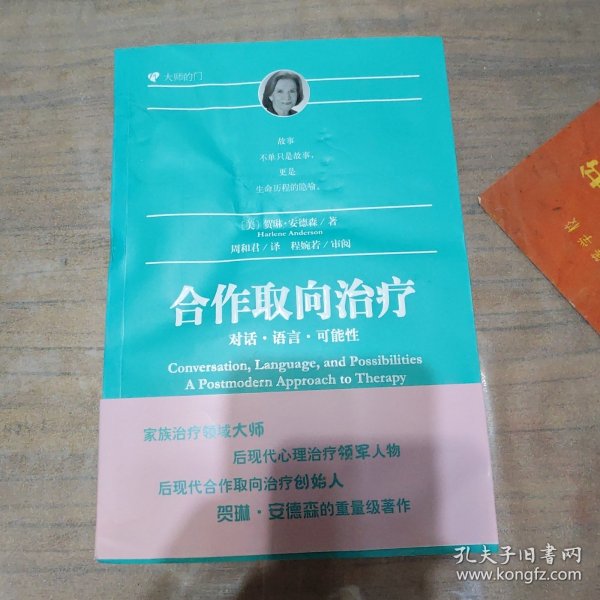 大师的门
故事
不单只是故事，
更是
生命历程的隐喻。
〔美〕贺琳·安德森／著
Harlene Anderson
周和君／译 程婉若／审阅
合作取向治疗
对话·语言·可能性
Conversation, Language, and Possibilities
A Postmodern Approach to Therapy
家族治疗领域大师
后现代心理治疗领军人物
后现代合作取向治疗创始人
贺琳·安德森的重量级著作
孔夫子旧书网
www.kongfz.com